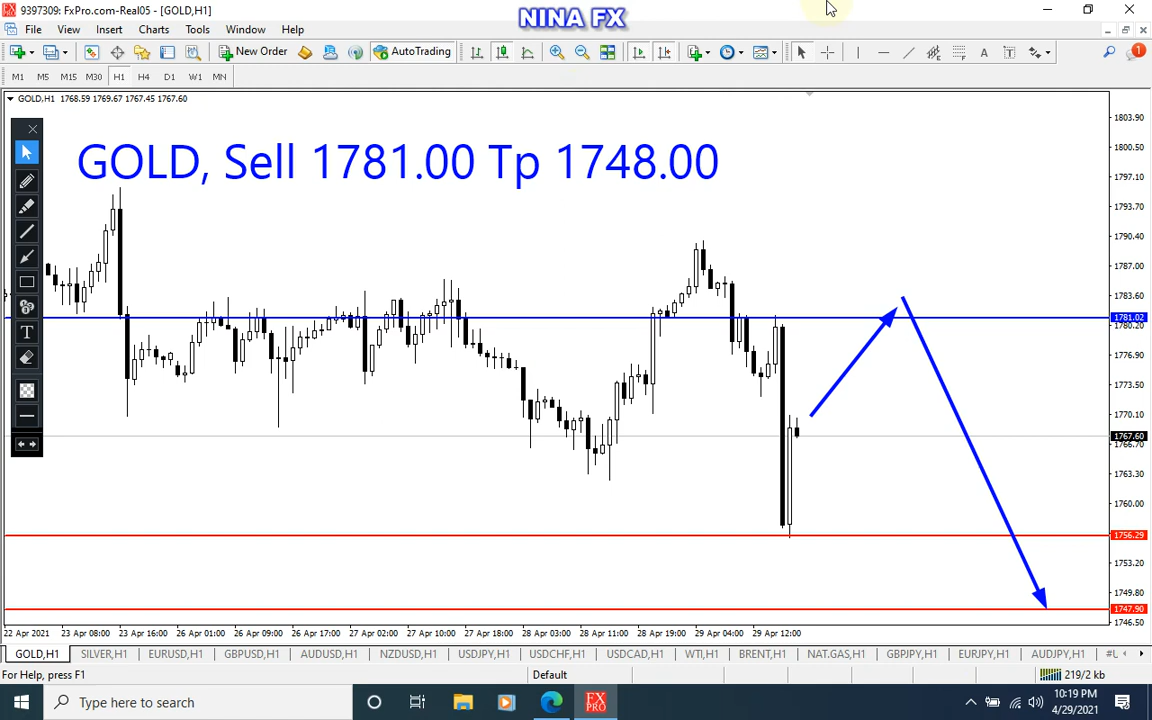 9397309: FxPro.com-Real05 - [GOLD,H1]
NINA FX
File View Insert Charts Tools Window Help
New Order AutoTrading A T 1
M1 M5 M15 M30 H1 H4 D1 W1 MN
GOLD,H1 1768.59 1769.67 1767.45 1767.60
GOLD, Sell 1781.00 Tp 1748.00
T
1803.90
1800.50
1797.10
1793.70
1790.40
1787.00
1783.60
1781.02
1780.20
1776.90
1773.50
1770.10
1767.60
1766.70
1763.30
1760.00
1756.29
1753.20
1749.80
1747.90
1746.50
22 Apr 2021 23 Apr 08:00 23 Apr 16:00 26 Apr 01:00 26 Apr 09:00 26 Apr 17:00 27 Apr 02:00 27 Apr 10:00 27 Apr 18:00 28 Apr 03:00 28 Apr 11:00 28 Apr 19:00 29 Apr 04:00 29 Apr 12:00
GOLD,H1 SILVER,H1 EURUSD,H1 GBPUSD,H1 AUDUSD,H1 NZDUSD,H1 USDJPY,H1 USDCHF,H1 USDCAD,H1 WTI,H1 BRENT,H1 NAT.GAS,H1 GBPJPY,H1 EURJPY,H1 AUDJPY,H1 #U
For Help, press F1 Default 219/2 kb
Type here to search
FX PRO
10:19 PM
4/29/2021